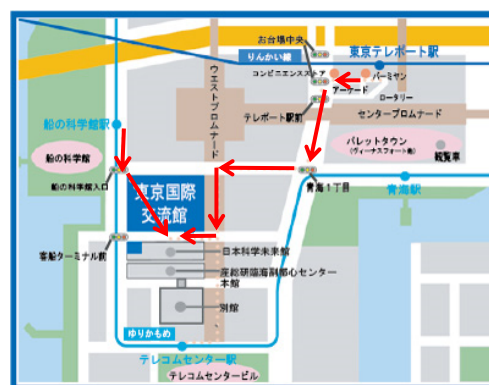 お台場中央
りんかい線
東京テレポート駅
コンビニエンスストア
バーミヤン
アーケード
ウエストプロムナード
テレポート駅前
ロータリー
センタープロムナード
船の科学館駅
パレットタウン
(ヴィーナスフォート他)
観覧車
船の科学館
船の科学館入口
東京国際
交流館
青海1丁目
青海駅
客船ターミナル前
日本科学未来館
産総研臨海副都心センター
本館
別館
ゆりかもめ
テレコムセンター駅
テレコムセンタービル